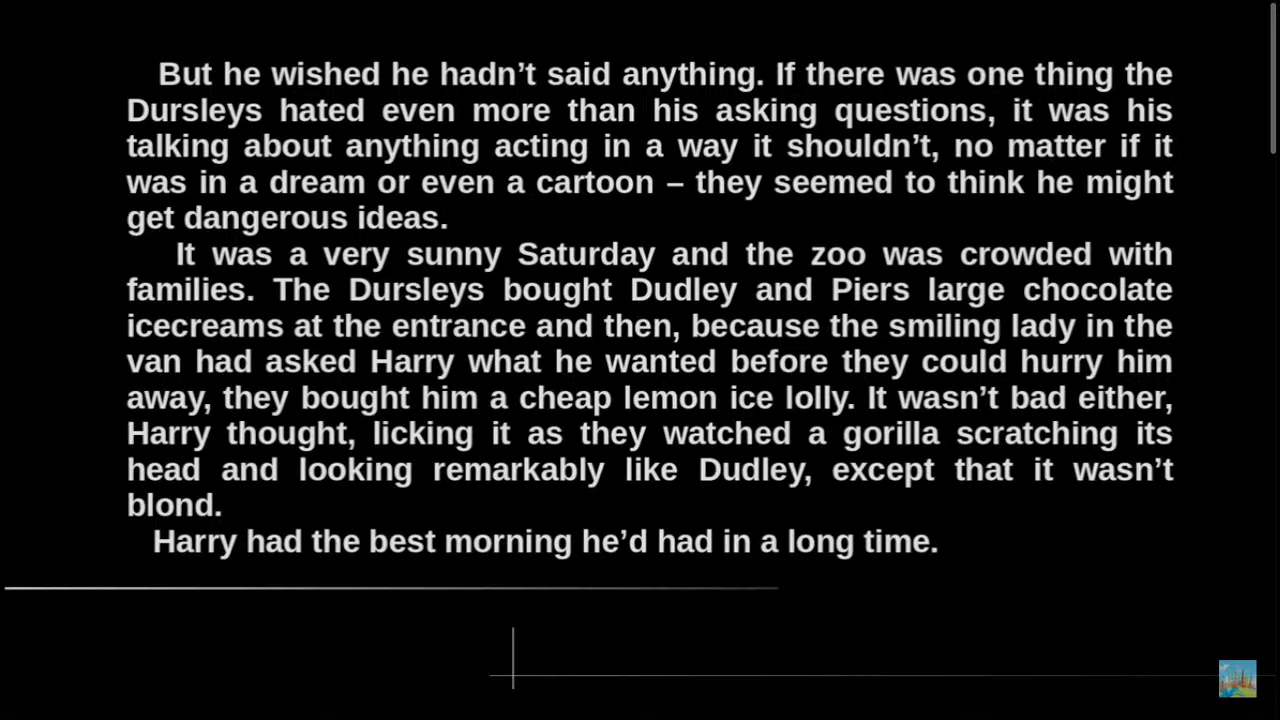 But he wished he hadn’t said anything. If there was one thing the
Dursleys hated even more than his asking questions, it was his
talking about anything acting in a way it shouldn’t, no matter if it
was in a dream or even a cartoon – they seemed to think he might
get dangerous ideas.
It was a very sunny Saturday and the zoo was crowded with
families. The Dursleys bought Dudley and Piers large chocolate
icecreams at the entrance and then, because the smiling lady in the
van had asked Harry what he wanted before they could hurry him
away, they bought him a cheap lemon ice lolly. It wasn’t bad either,
Harry thought, licking it as they watched a gorilla scratching its
head and looking remarkably like Dudley, except that it wasn’t
blond.
Harry had the best morning he’d had in a long time.